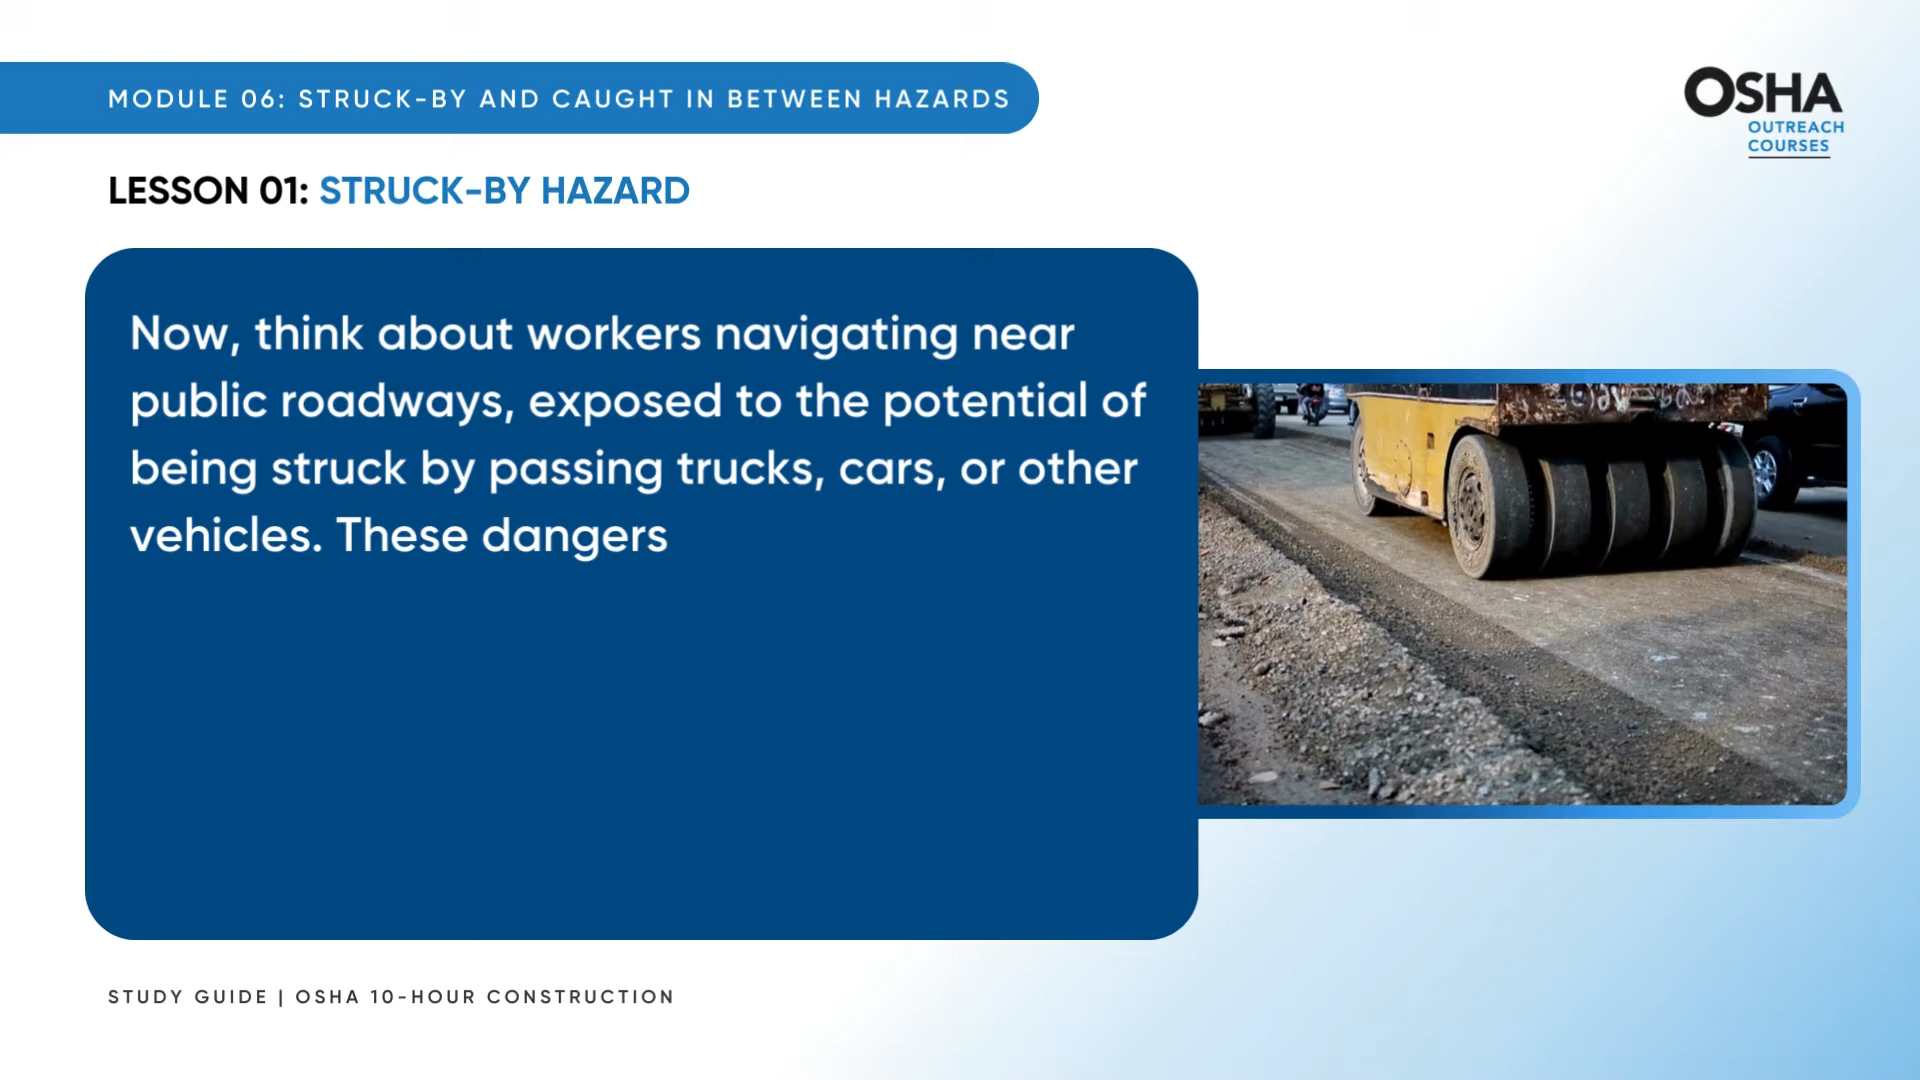 MODULE 06: STRUCK-BY AND CAUGHT IN BETWEEN HAZARDS
OSHA
OUTREACH
COURSES
LESSON 01: STRUCK-BY HAZARD
Now, think about workers navigating near
public roadways, exposed to the potential of
being struck by passing trucks, cars, or other
vehicles. These dangers
STUDY GUIDE | OSHA 10-HOUR CONSTRUCTION